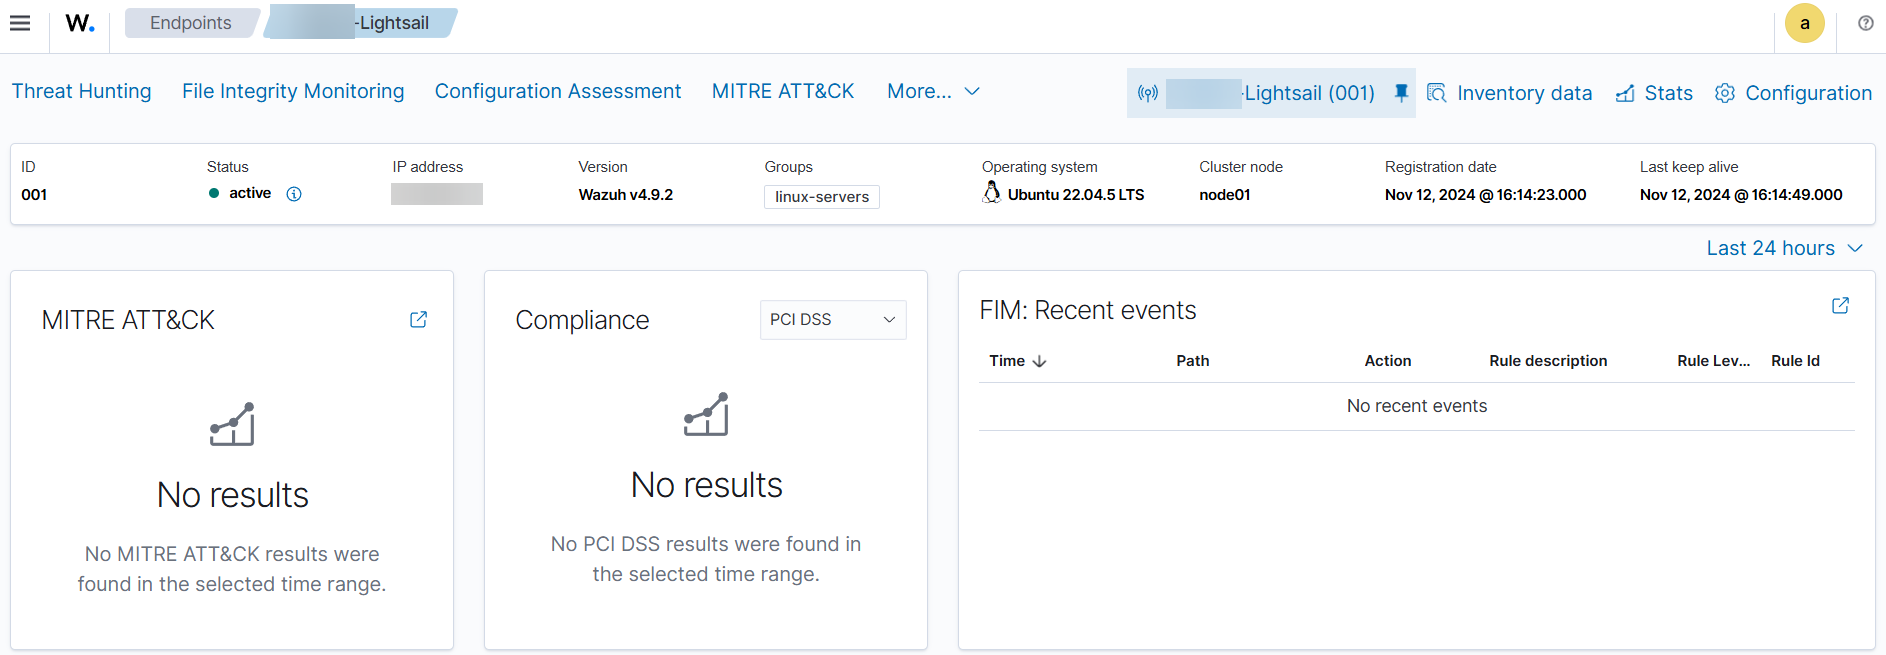 W.
Endpoints
-Lightsail
a
Threat Hunting
File Integrity Monitoring
Configuration Assessment
MITRE ATT&CK
More...
-Lightsail (001)
Inventory data
Stats
Configuration
ID
Status
IP address
Version
Groups
Operating system
Cluster node
Registration date
Last keep alive
001
active
Wazuh v4.9.2
linux-servers
Ubuntu 22.04.5 LTS
node01
Nov 12, 2024 @ 16:14:23.000
Nov 12, 2024 @ 16:14:49.000
Last 24 hours
MITRE ATT&CK
No results
No MITRE ATT&CK results were
found in the selected time range.
Compliance
PCI DSS
No results
No PCI DSS results were found in
the selected time range.
FIM: Recent events
Time
Path
Action
Rule description
Rule Lev...
Rule Id
No recent events